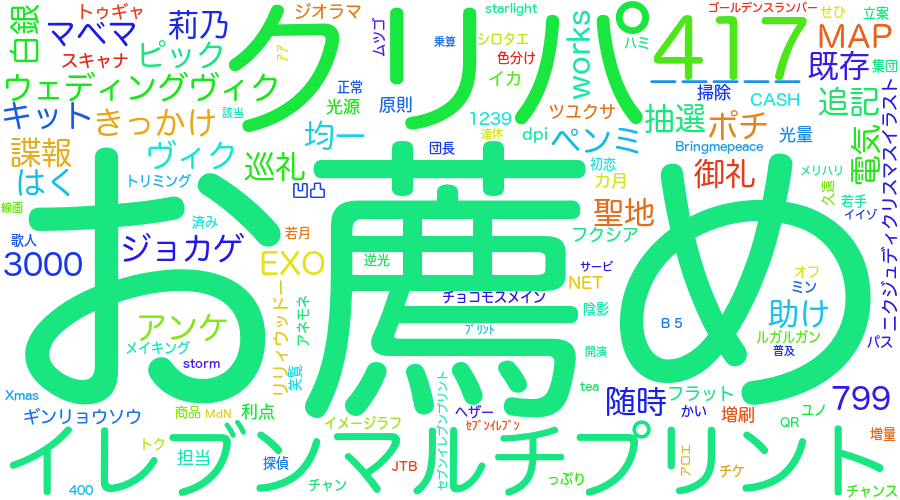 トゥギャ
白銀
マベマ
莉乃
ジオラマ
クリパ
ムッゴ
starlight
乗算
シロタエ
works
417____
ゴールデンスランバー
ハミ
せひ
立案
MAP
スキャナ
ピック
アア
色分け
既存
集団
ウェディングヴィク
正常
光源
イカ
掃除
CASH
追記
キット
きっかけ
該当
原則
1239
ツユクサ
抽選
ポチ
均一
連休
dpi
ペンミ
Bringmepeace
光量
電気
諜報
ヴィク
巡礼
団長
初恋
御礼
メリハリ
はく
トリミング
凹凸
カ月
久遠
若手
線画
済み
聖地
イイゾ
お薦め
歌人
ジョカゲ
若月
フクシア
パニクジュディクリスマスイラスト
3000
EXO
逆光
サービ
NET
オフ
リリィウッドー
チョコモスメイン
ミン
アネモネ
陰影
助け
アンケ
B5
メイキング
ﾌﾟﾘﾝﾄ
ルガルガン
storm
笑覧
開演
普及
Xmas
tea
セブンイレブンプリント
随時
フラット
799
ギンリョウソウ
商品
MdN
利点
ヘザー
かい
増刷
ユノ
イメージラフ
ｾﾌﾞﾝｲﾚﾌﾞﾝ
QR
増量
イレブンマルチプリント
トク
担当
探偵
JTB
アロエ
チケ
400
チャン
っぷり
チャンス